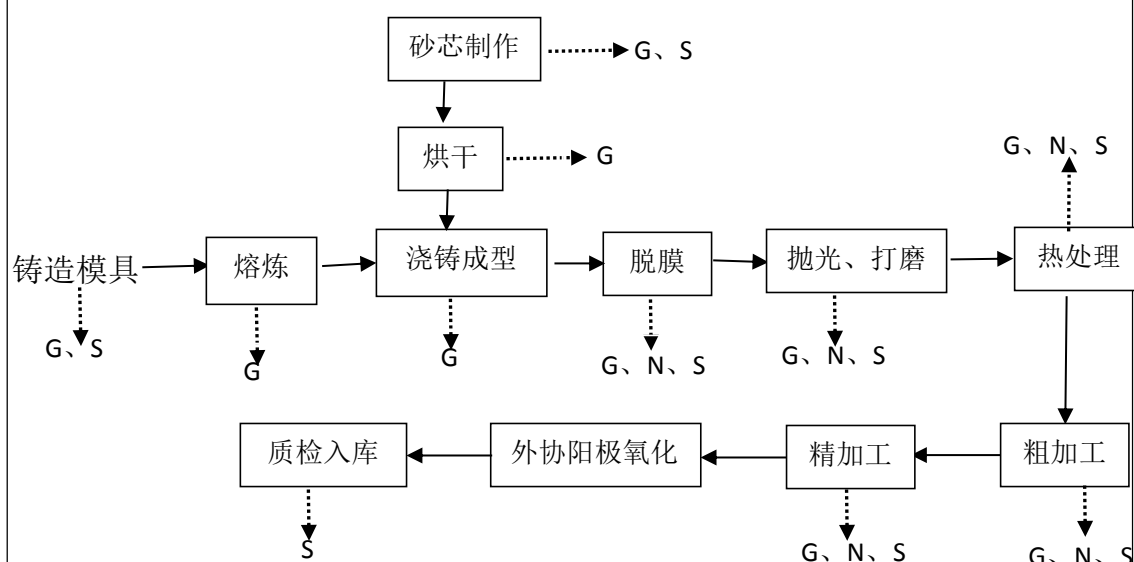 砂芯制作
G、S
烘干
G
G、N、S
铸造模具
熔炼
浇铸成型
脱膜
抛光、打磨
热处理
G、S
G
G
G、N、S
G、N、S
质检入库
外协阳极氧化
精加工
粗加工
S
G、N、S
G、N、S